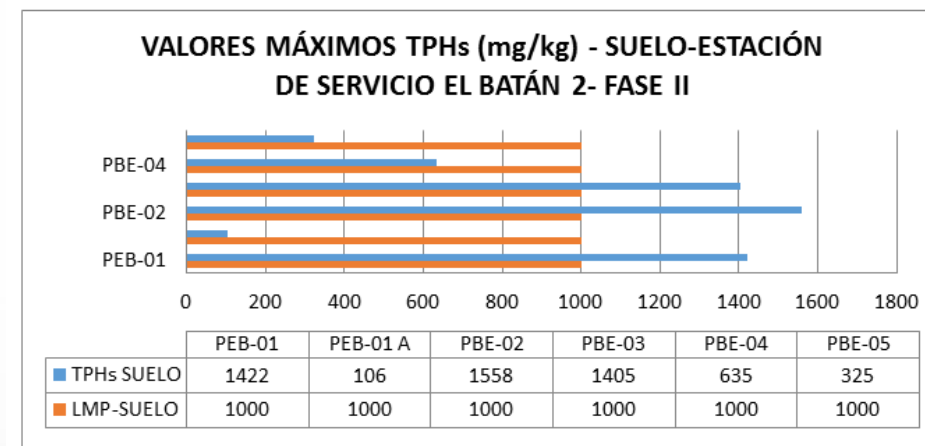 VALORES MÁXIMOS TPHs (mg/kg) - SUELO-ESTACIÓN
DE SERVICIO EL BATÁN 2- FASE II
PBE-04
PBE-02
PEB-01
0 200 400 600 800 1000 1200 1400 1600 1800
PEB-01 PEB-01 A PBE-02 PBE-03 PBE-04 PBE-05
TPHs SUELO 1422 106 1558 1405 635 325
LMP-SUELO 1000 1000 1000 1000 1000 1000